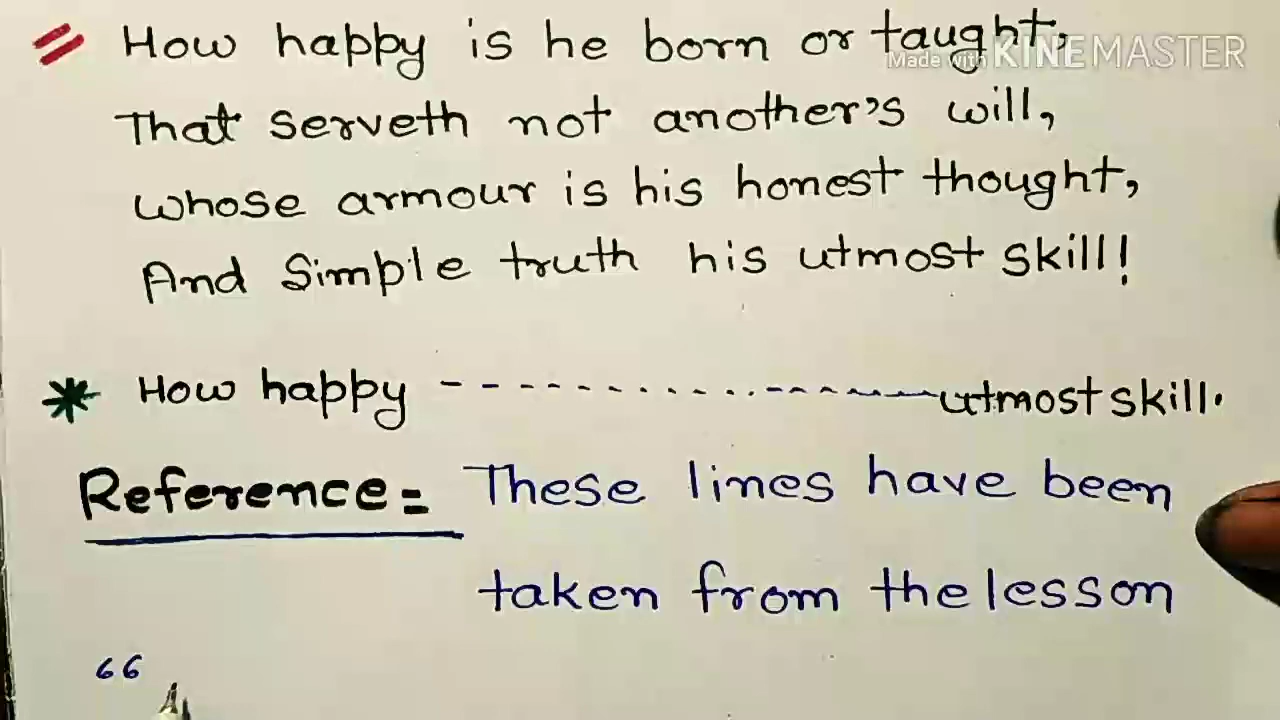 How happy is he born or taught,
Made with KINEMASTER
That serveth not another's will,
whose armour is his honest thought,
And Simple truth his utmost skill!
* How happy - - - - - - - - - - - - - - - - utmost skill.
Reference = These lines have been
taken from the lesson
66